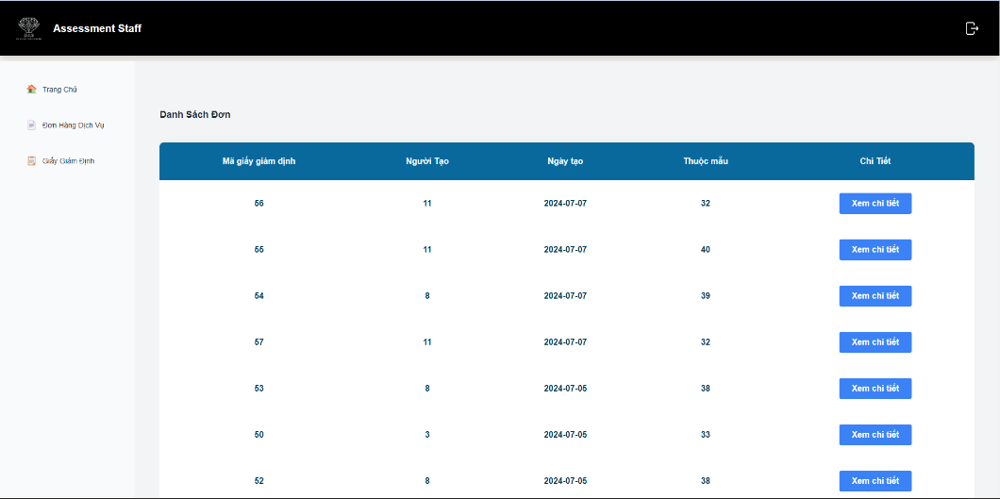 Assessment Staff
Trang Chủ
Đơn Hàng Dịch Vụ
Giấy Giám Định
Danh Sách Đơn
Mã giấy giám định Người Tạo Ngày tạo Thuộc mẫu Chi Tiết
56 11 2024-07-07 32 Xem chi tiết
55 11 2024-07-07 40 Xem chi tiết
54 8 2024-07-07 39 Xem chi tiết
57 11 2024-07-07 32 Xem chi tiết
53 8 2024-07-05 38 Xem chi tiết
50 3 2024-07-05 33 Xem chi tiết
52 8 2024-07-05 38 Xem chi tiết